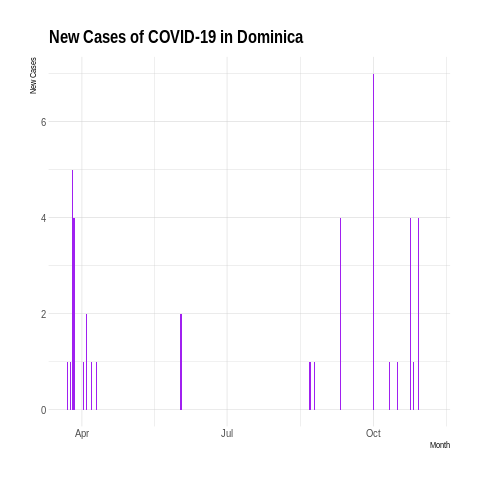 New Cases of COVID-19 in Dominica
New Cases
6
4
2
0
Apr Jul Oct
Month